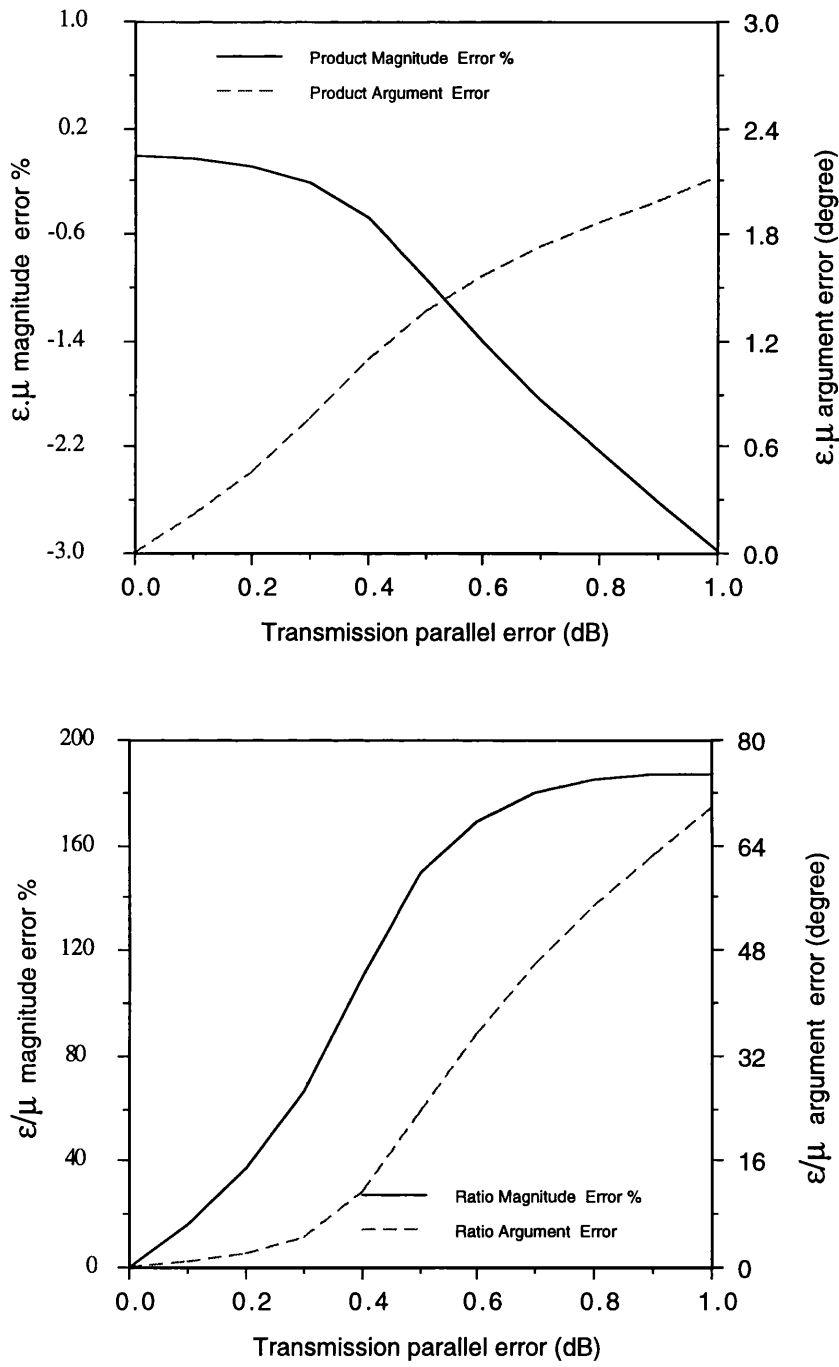 1.0
0.2
-0.6
-1.4
-2.2
-3.0
ε.μ magnitude error %
Product Magnitude Error %
Product Argument Error
3.0
2.4
1.8
1.2
0.6
0.0
ε.μ argument error (degree)
0.0 0.2 0.4 0.6 0.8 1.0
Transmission parallel error (dB)
200
160
120
80
40
0
ε/μ magnitude error %
Ratio Magnitude Error %
Ratio Argument Error
80
64
48
32
16
0
ε/μ argument error (degree)
0.0 0.2 0.4 0.6 0.8 1.0
Transmission parallel error (dB)